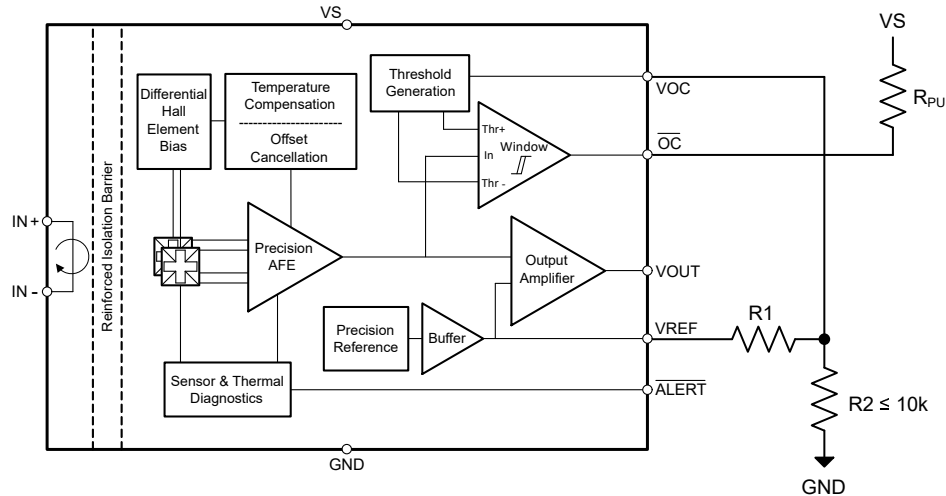 VS
VS
Differential
Hall
Element
Bias
Temperature
Compensation
Offset
Cancellation
Threshold
Generation
VOC
RPU
Thr+
In
Window
Thr -
OC
Reinforced Isolation Barrier
IN+
IN-
Precision
AFE
Output
Amplifier
VOUT
Precision
Reference
Buffer
VREF
R1
Sensor & Thermal
Diagnostics
ALERT
R2 ≤ 10k
GND
GND